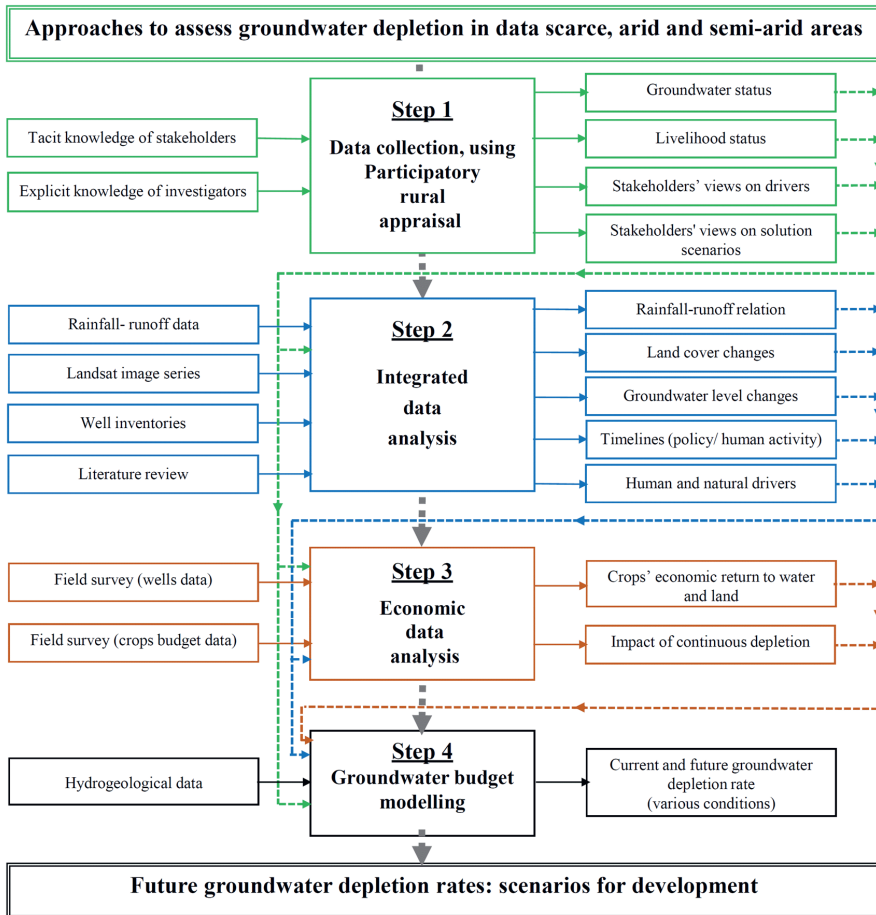 Approaches to assess groundwater depletion in data scarce, arid and semi-arid areas
Tacit knowledge of stakeholders
Explicit knowledge of investigators
Step 1
Data collection, using
Participatory
rural
appraisal
Groundwater status
Livelihood status
Stakeholders’ views on drivers
Stakeholders' views on solution
scenarios
Rainfall- runoff data
Landsat image series
Well inventories
Literature review
Step 2
Integrated
data
analysis
Rainfall-runoff relation
Land cover changes
Groundwater level changes
Timelines (policy/ human activity)
Human and natural drivers
Field survey (wells data)
Field survey (crops budget data)
Step 3
Economic
data
analysis
Crops’ economic return to water
and land
Impact of continuous depletion
Hydrogeological data
Step 4
Groundwater budget
modelling
Current and future groundwater
depletion rate
(various conditions)
Future groundwater depletion rates: scenarios for development